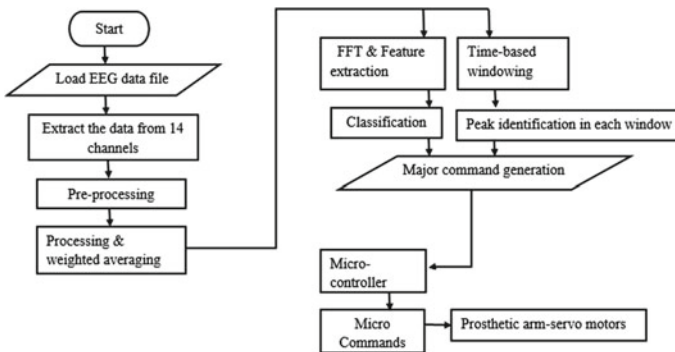 Start
Load EEG data file
Extract the data from 14
channels
Pre-processing
Processing &
weighted averaging
FFT & Feature
extraction
Time-based
windowing
Classification
Peak identification in each window
Major command generation
Micro-
controller
Micro
Commands
Prosthetic arm-servo motors